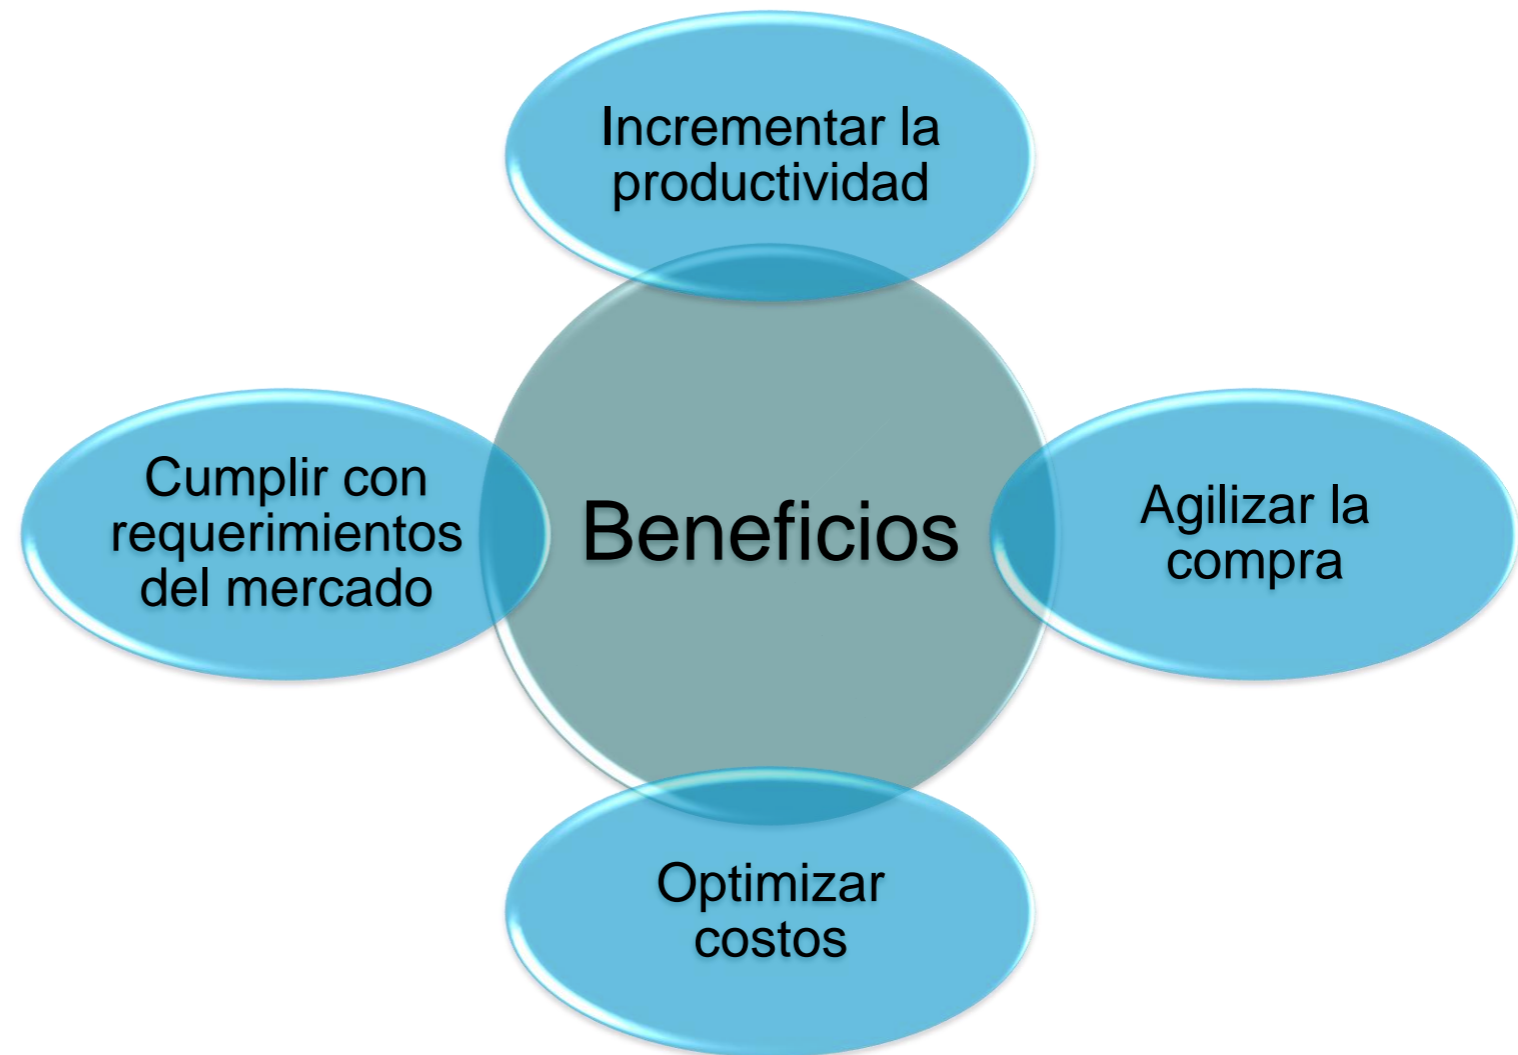 Incrementar la
productividad
Cumplir con
requerimientos
del mercado
Beneficios
Agilizar la
compra
Optimizar
costos